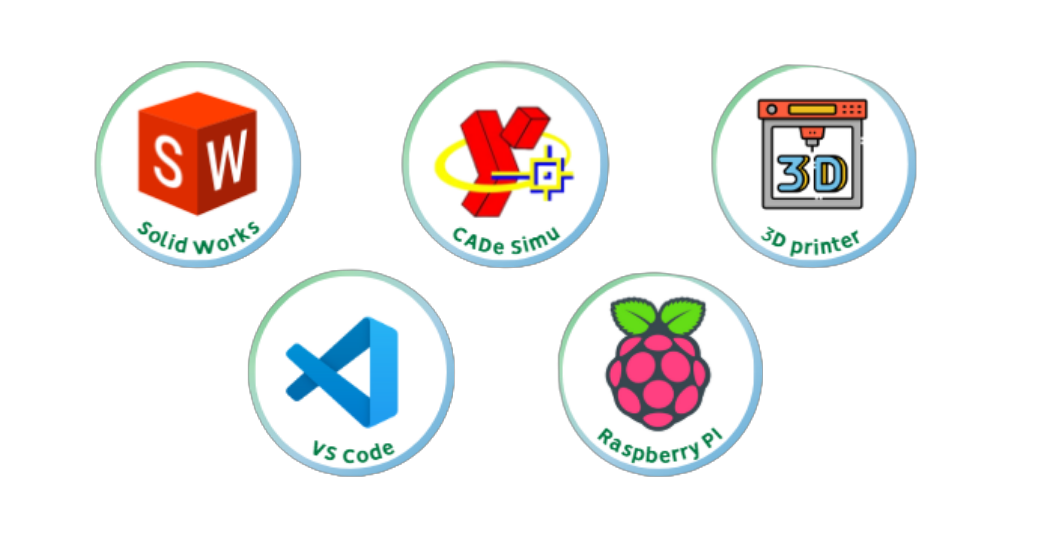 S W
Solid Works
CADe Simu
3D
3D printer
VS Code
Raspberry PI